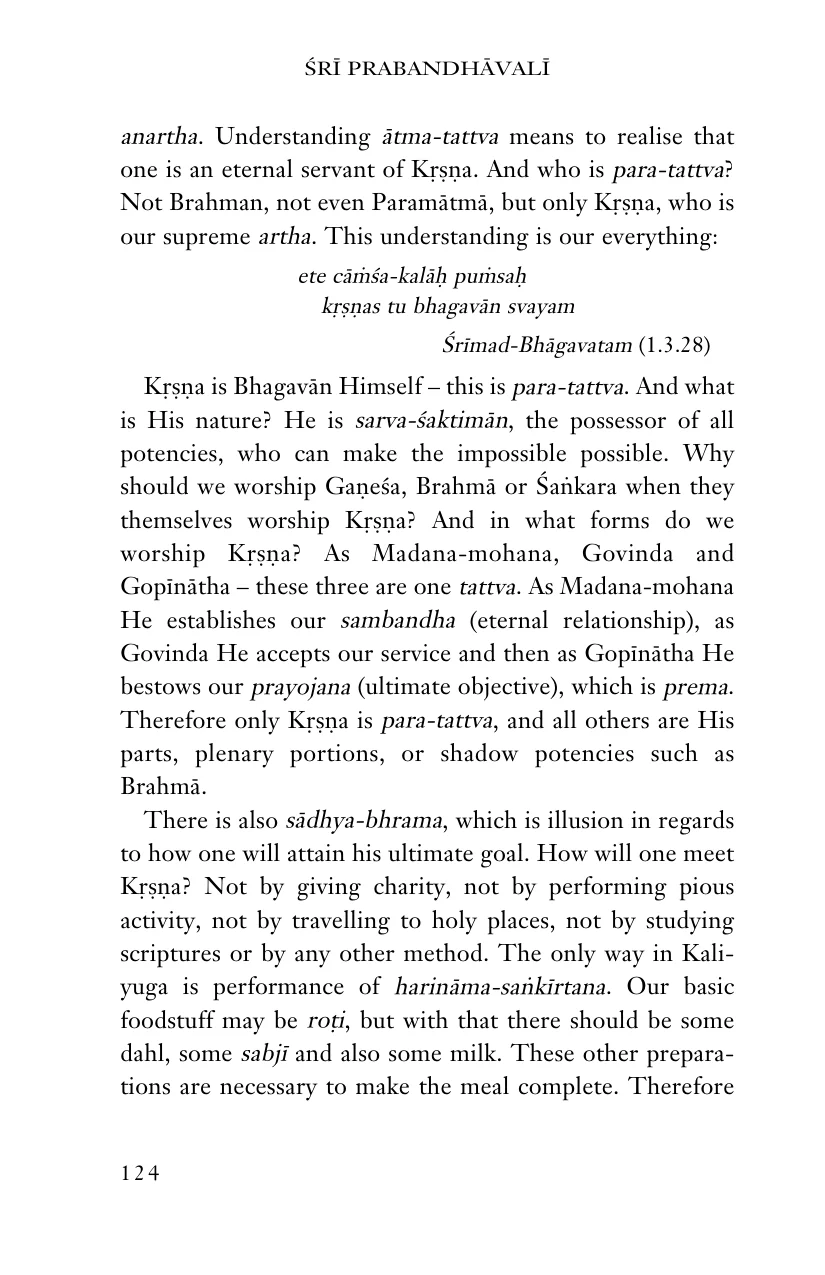 ŚRĪ PRABANDHĀVALĪ
anartha. Understanding ātma-tattva means to realise that
one is an eternal servant of Kṛṣṇa. And who is para-tattva?
Not Brahman, not even Paramātmā, but only Kṛṣṇa, who is
our supreme artha. This understanding is our everything:
ete cāṁśa-kalāḥ puṁsaḥ
kṛṣṇas tu bhagavān svayam
Śrīmad-Bhāgavatam (1.3.28)
Kṛṣṇa is Bhagavān Himself – this is para-tattva. And what
is His nature? He is sarva-śaktimān, the possessor of all
potencies, who can make the impossible possible. Why
should we worship Gaṇeśa, Brahmā or Śaṅkara when they
themselves worship Kṛṣṇa? And in what forms do we
worship Kṛṣṇa? As Madana-mohana, Govinda and
Gopīnātha – these three are one tattva. As Madana-mohana
He establishes our sambandha (eternal relationship), as
Govinda He accepts our service and then as Gopīnātha He
bestows our prayojana (ultimate objective), which is prema.
Therefore only Kṛṣṇa is para-tattva, and all others are His
parts, plenary portions, or shadow potencies such as
Brahmā.
There is also sādhya-bhrama, which is illusion in regards
to how one will attain his ultimate goal. How will one meet
Kṛṣṇa? Not by giving charity, not by performing pious
activity, not by travelling to holy places, not by studying
scriptures or by any other method. The only way in Kali-
yuga is performance of harināma-saṅkīrtana. Our basic
foodstuff may be roṭi, but with that there should be some
dahl, some sabjī and also some milk. These other prepara-
tions are necessary to make the meal complete. Therefore
124